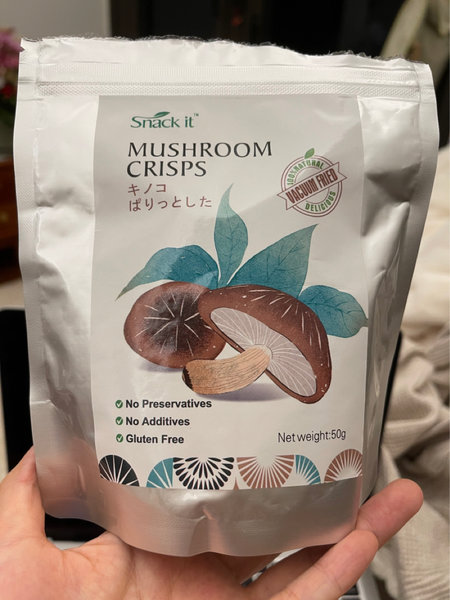 Snack it™
MUSHROOM
CRISPS
キノコ
ぱりっとした
100% NATURAL
VACUUM FRIED
DELICIOUS
No Preservatives
No Additives
Gluten Free
Net weight:50g